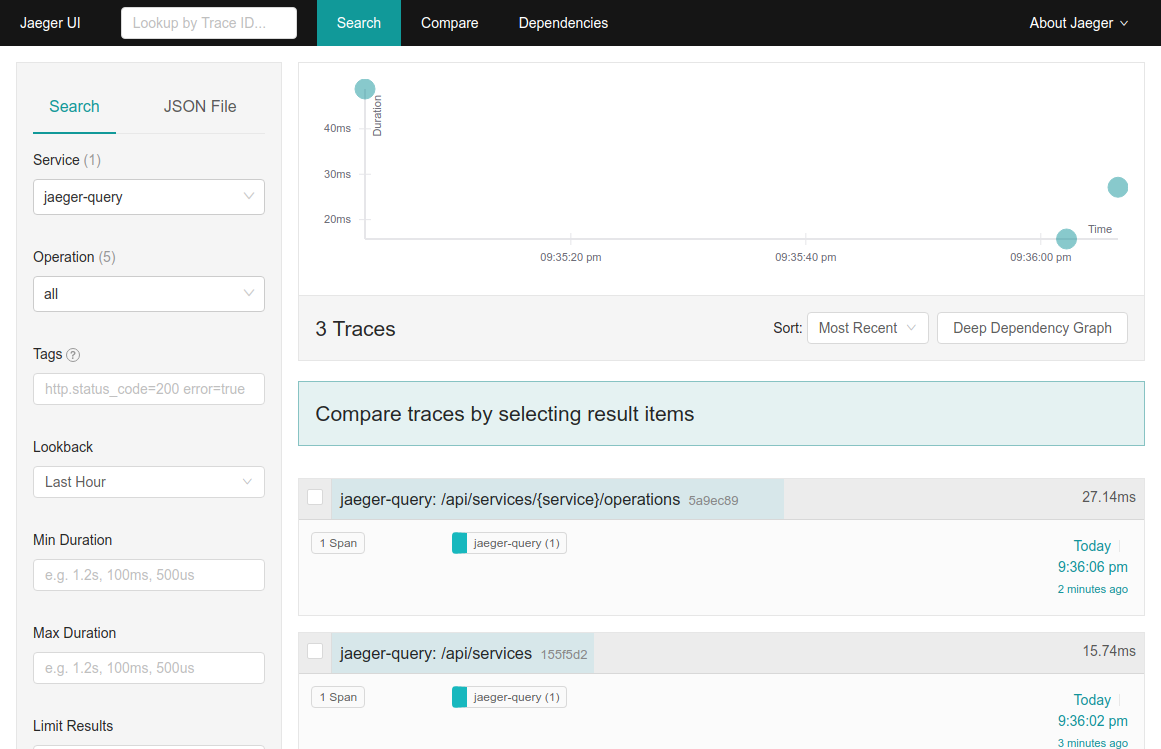 Jaeger UI
Lookup by Trace ID...
Search
Compare
Dependencies
About Jaeger
Search
JSON File
Service (1)
jaeger-query
Operation (5)
all
Tags ?
http.status_code=200 error=true
Lookback
Last Hour
Min Duration
e.g. 1.2s, 100ms, 500us
Max Duration
e.g. 1.2s, 100ms, 500us
Limit Results
Duration
40ms
30ms
20ms
Time
09:35:20 pm
09:35:40 pm
09:36:00 pm
3 Traces
Sort:
Most Recent
Deep Dependency Graph
Compare traces by selecting result items
jaeger-query: /api/services/{service}/operations 5a9ec89
27.14ms
1 Span
jaeger-query (1)
Today
9:36:06 pm
2 minutes ago
jaeger-query: /api/services 155f5d2
15.74ms
1 Span
jaeger-query (1)
Today
9:36:02 pm
3 minutes ago